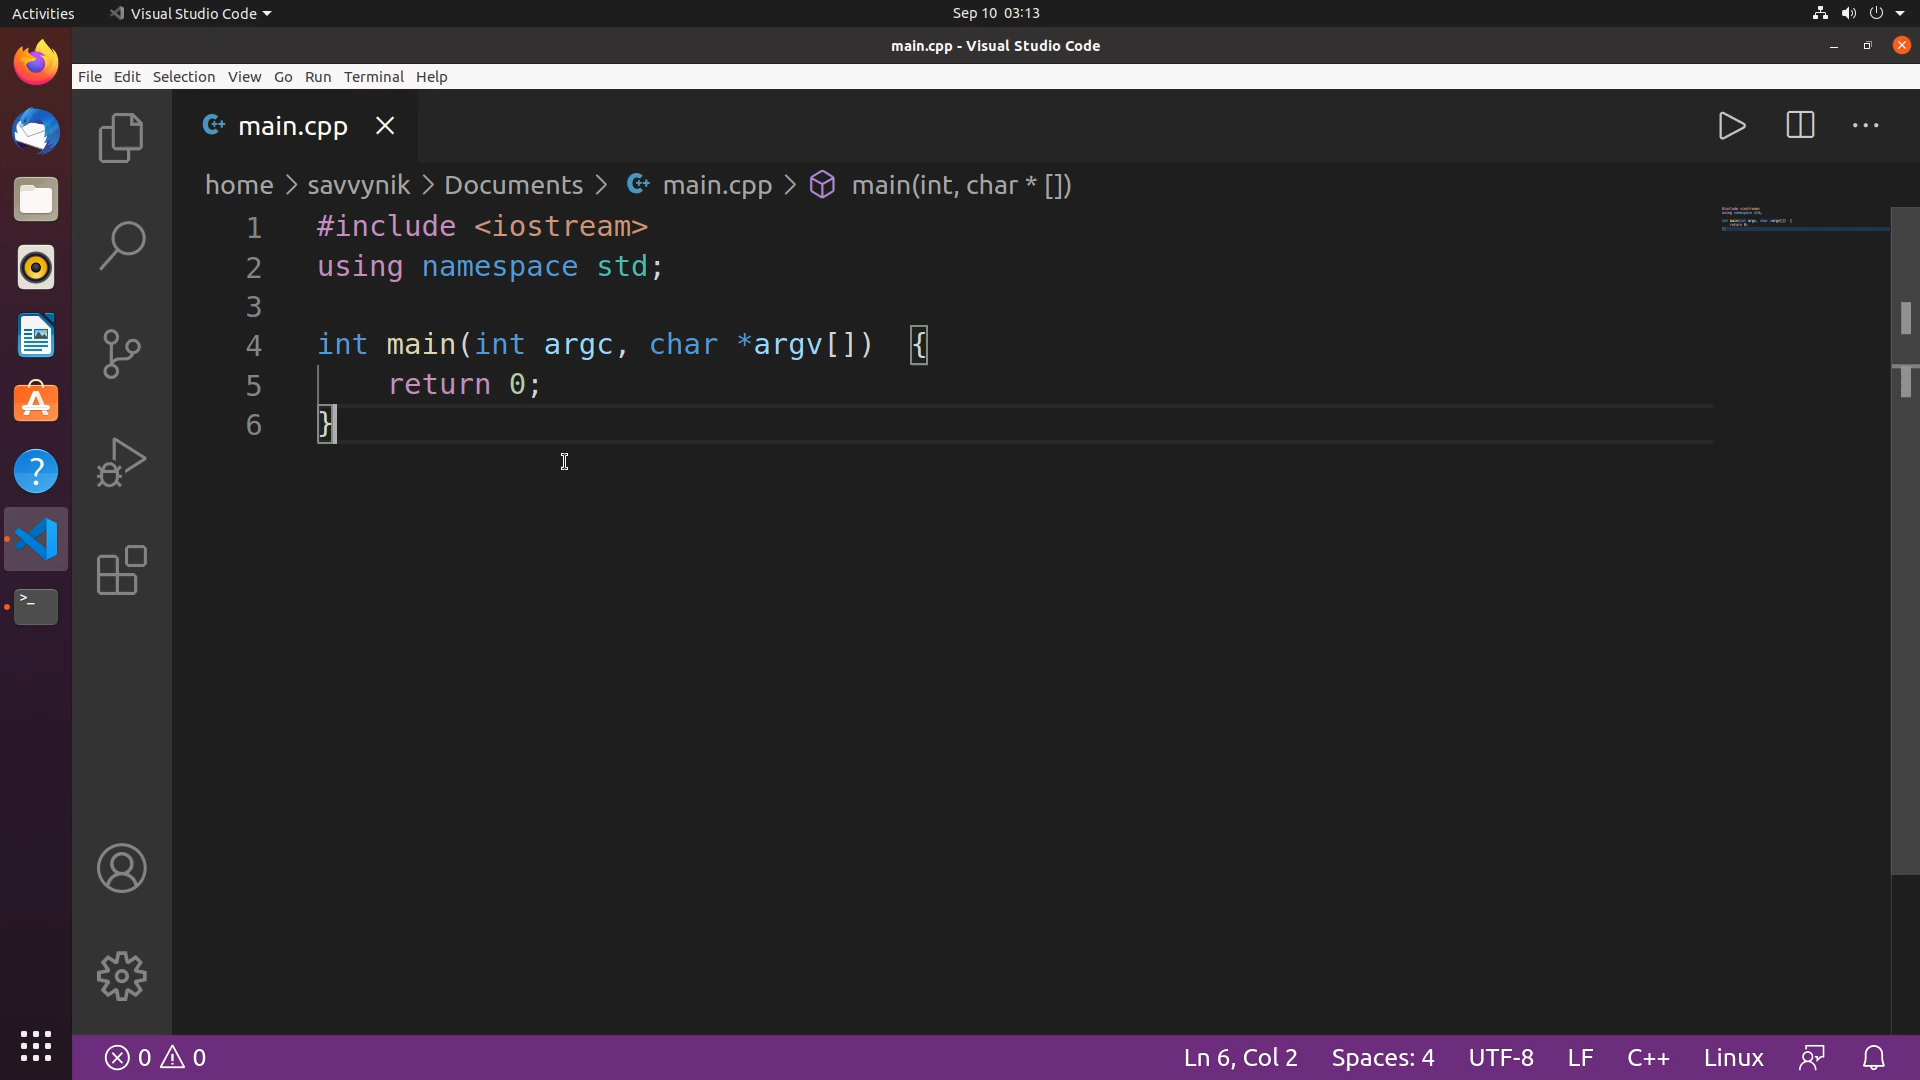 Activities Visual Studio Code Sep 10 03:13
main.cpp - Visual Studio Code
File Edit Selection View Go Run Terminal Help
main.cpp
home > savvynik > Documents > main.cpp > main(int, char * [])
1 #include <iostream>
2 using namespace std;
3
4 int main(int argc, char *argv[])  {
5     return 0;
6 }
0 0 Ln 6, Col 2 Spaces: 4 UTF-8 LF C++ Linux